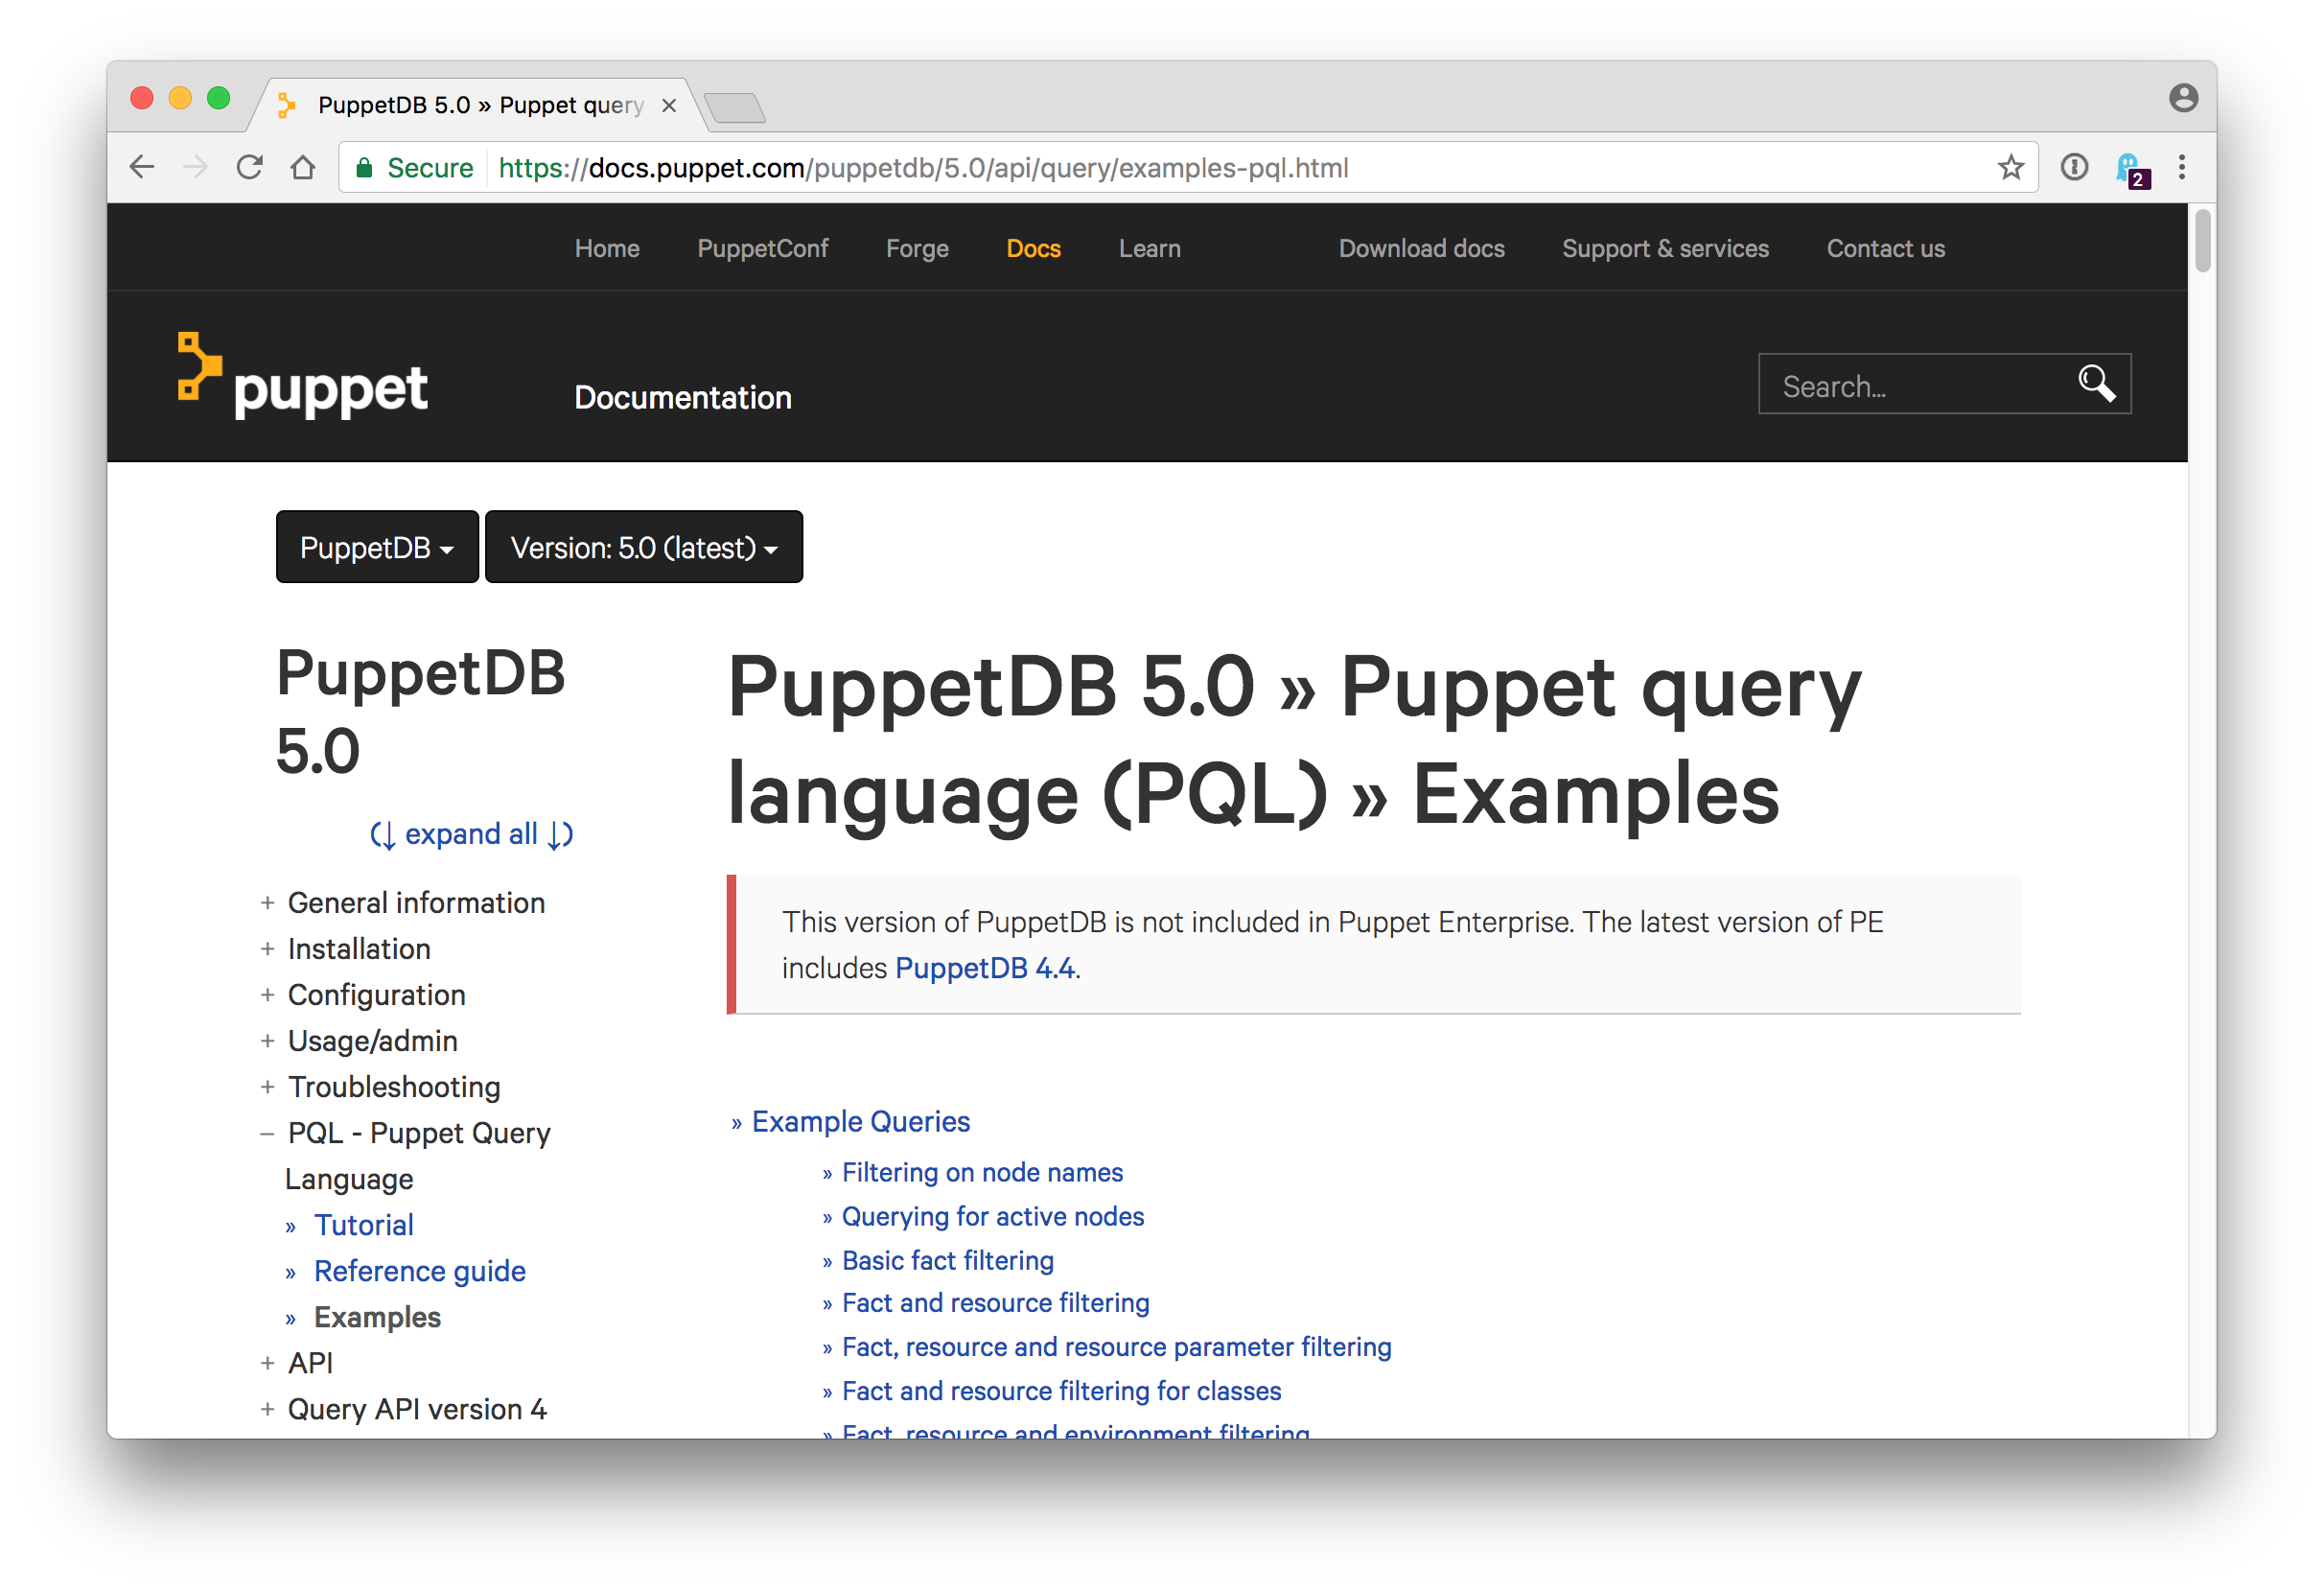 PuppetDB 5.0 » Puppet query
Secure https://docs.puppet.com/puppetdb/5.0/api/query/examples-pql.html
2
Home PuppetConf Forge Docs Learn Download docs Support & services Contact us
puppet
Documentation
Search...
PuppetDB Version: 5.0 (latest)
PuppetDB
5.0
(↓ expand all ↓)
+ General information
+ Installation
+ Configuration
+ Usage/admin
+ Troubleshooting
– PQL - Puppet Query
Language
» Tutorial
» Reference guide
» Examples
+ API
+ Query API version 4
PuppetDB 5.0 » Puppet query
language (PQL) » Examples
This version of PuppetDB is not included in Puppet Enterprise. The latest version of PE
includes PuppetDB 4.4.
» Example Queries
» Filtering on node names
» Querying for active nodes
» Basic fact filtering
» Fact and resource filtering
» Fact, resource and resource parameter filtering
» Fact and resource filtering for classes
» Fact, resource and environment filtering